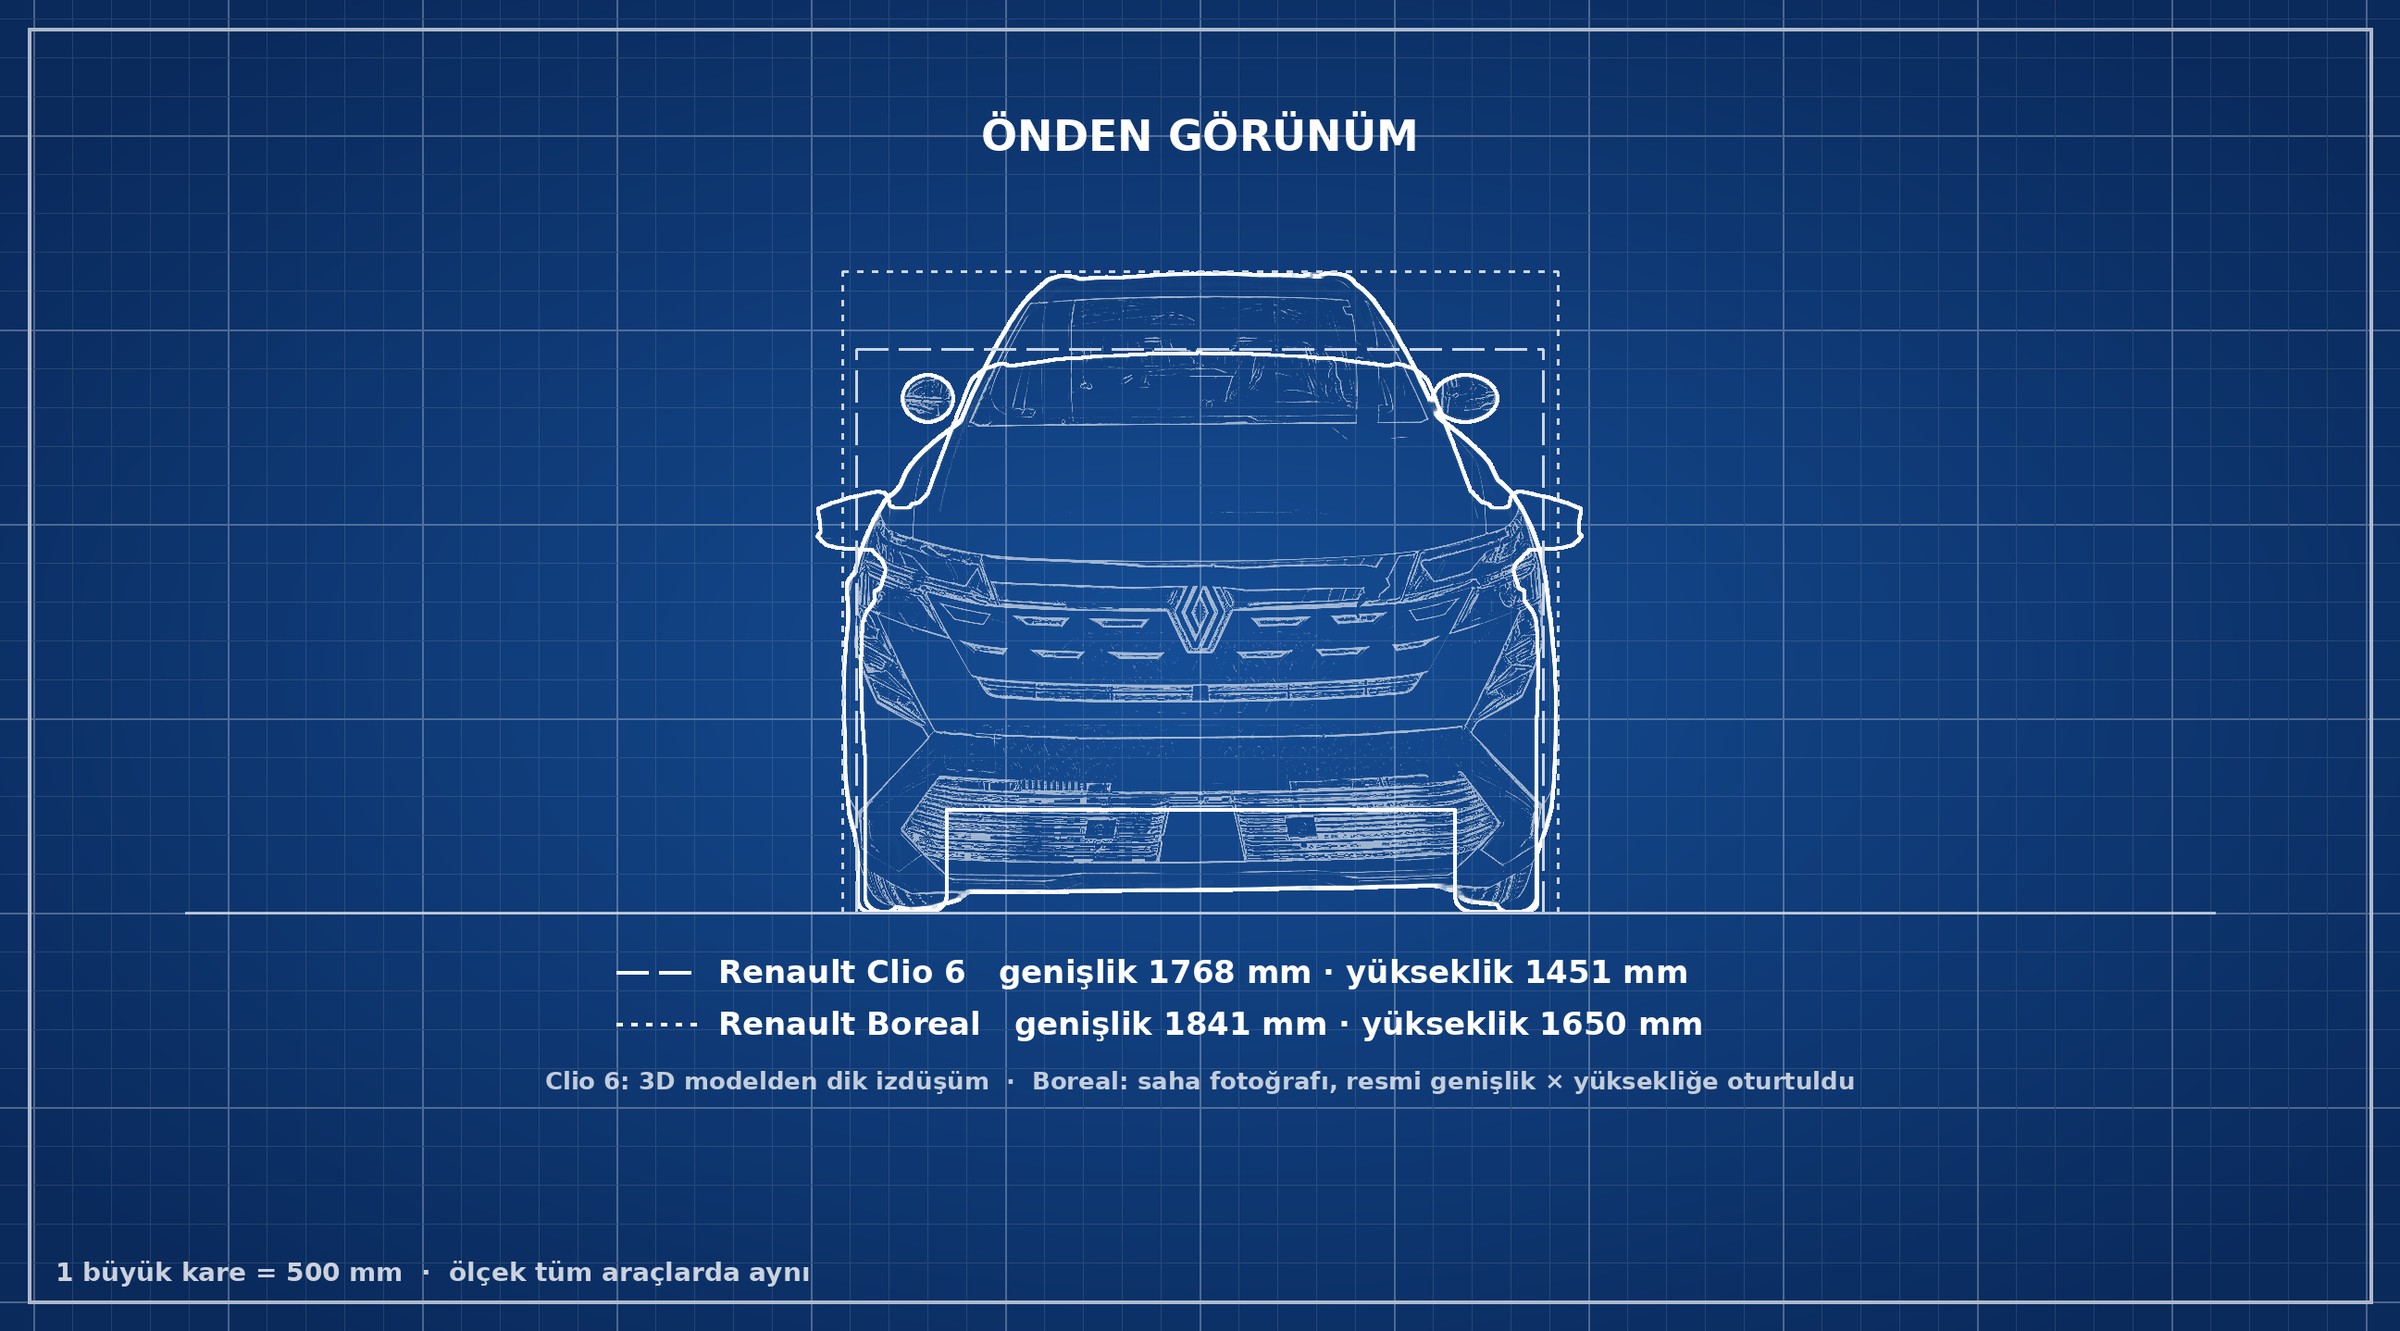 ÖNDEN GÖRÜNÜM
Renault Clio 6 genişlik 1768 mm · yükseklik 1451 mm
Renault Boreal genişlik 1841 mm · yükseklik 1650 mm
Clio 6: 3D modelden dik izdüşüm · Boreal: saha fotoğrafı, resmi genişlik × yüksekliğe oturtuldu
1 büyük kare = 500 mm · ölçek tüm araçlarda aynı